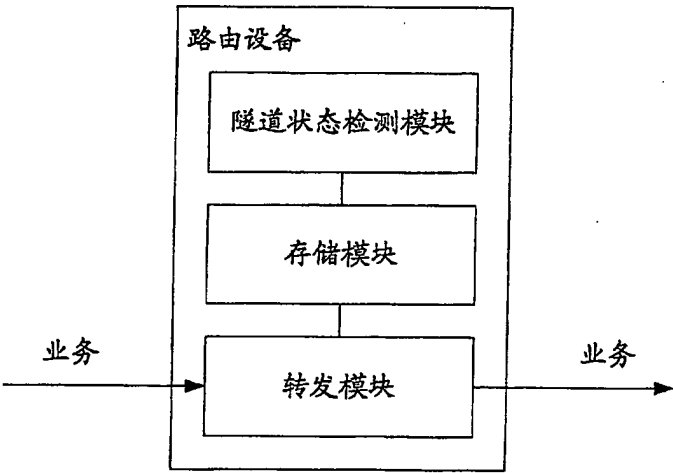 路由设备
隧道状态检测模块
存储模块
业务
转发模块
业务